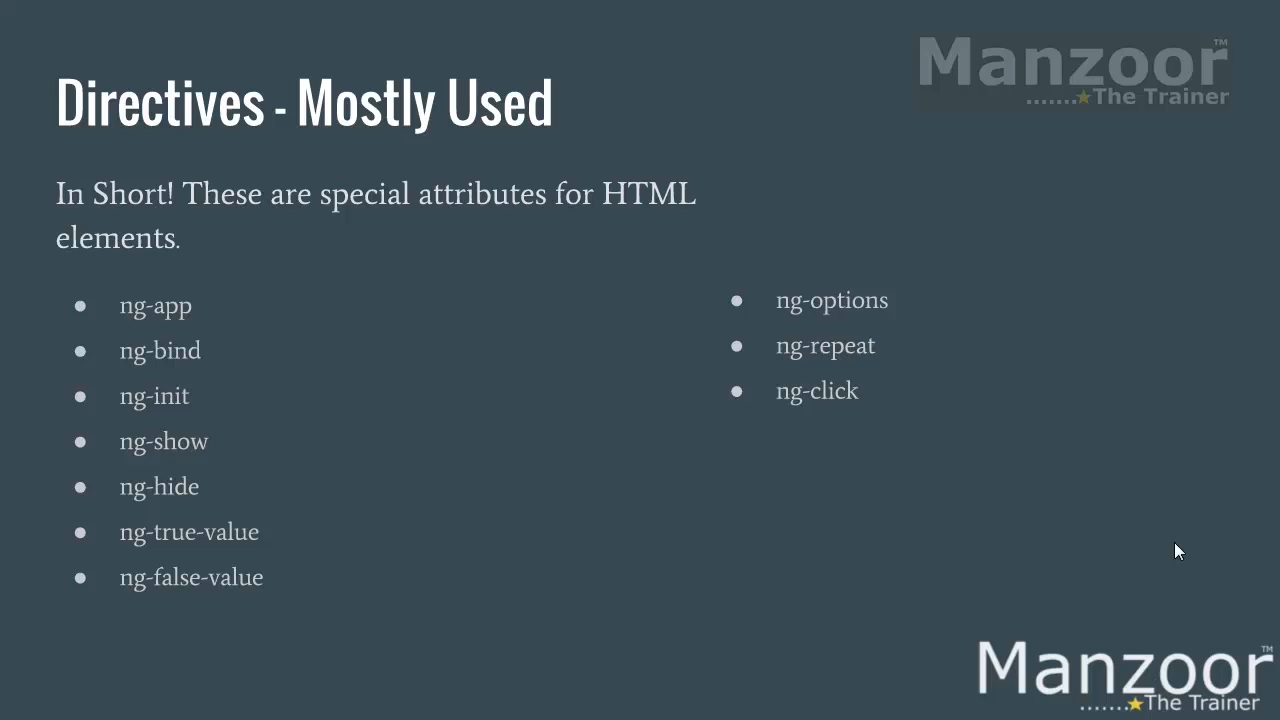 Manzoor™
.......★The Trainer
Directives - Mostly Used
In Short! These are special attributes for HTML
elements.
● ng-app
● ng-bind
● ng-init
● ng-show
● ng-hide
● ng-true-value
● ng-false-value
● ng-options
● ng-repeat
● ng-click
Manzoor™
.......★The Trainer